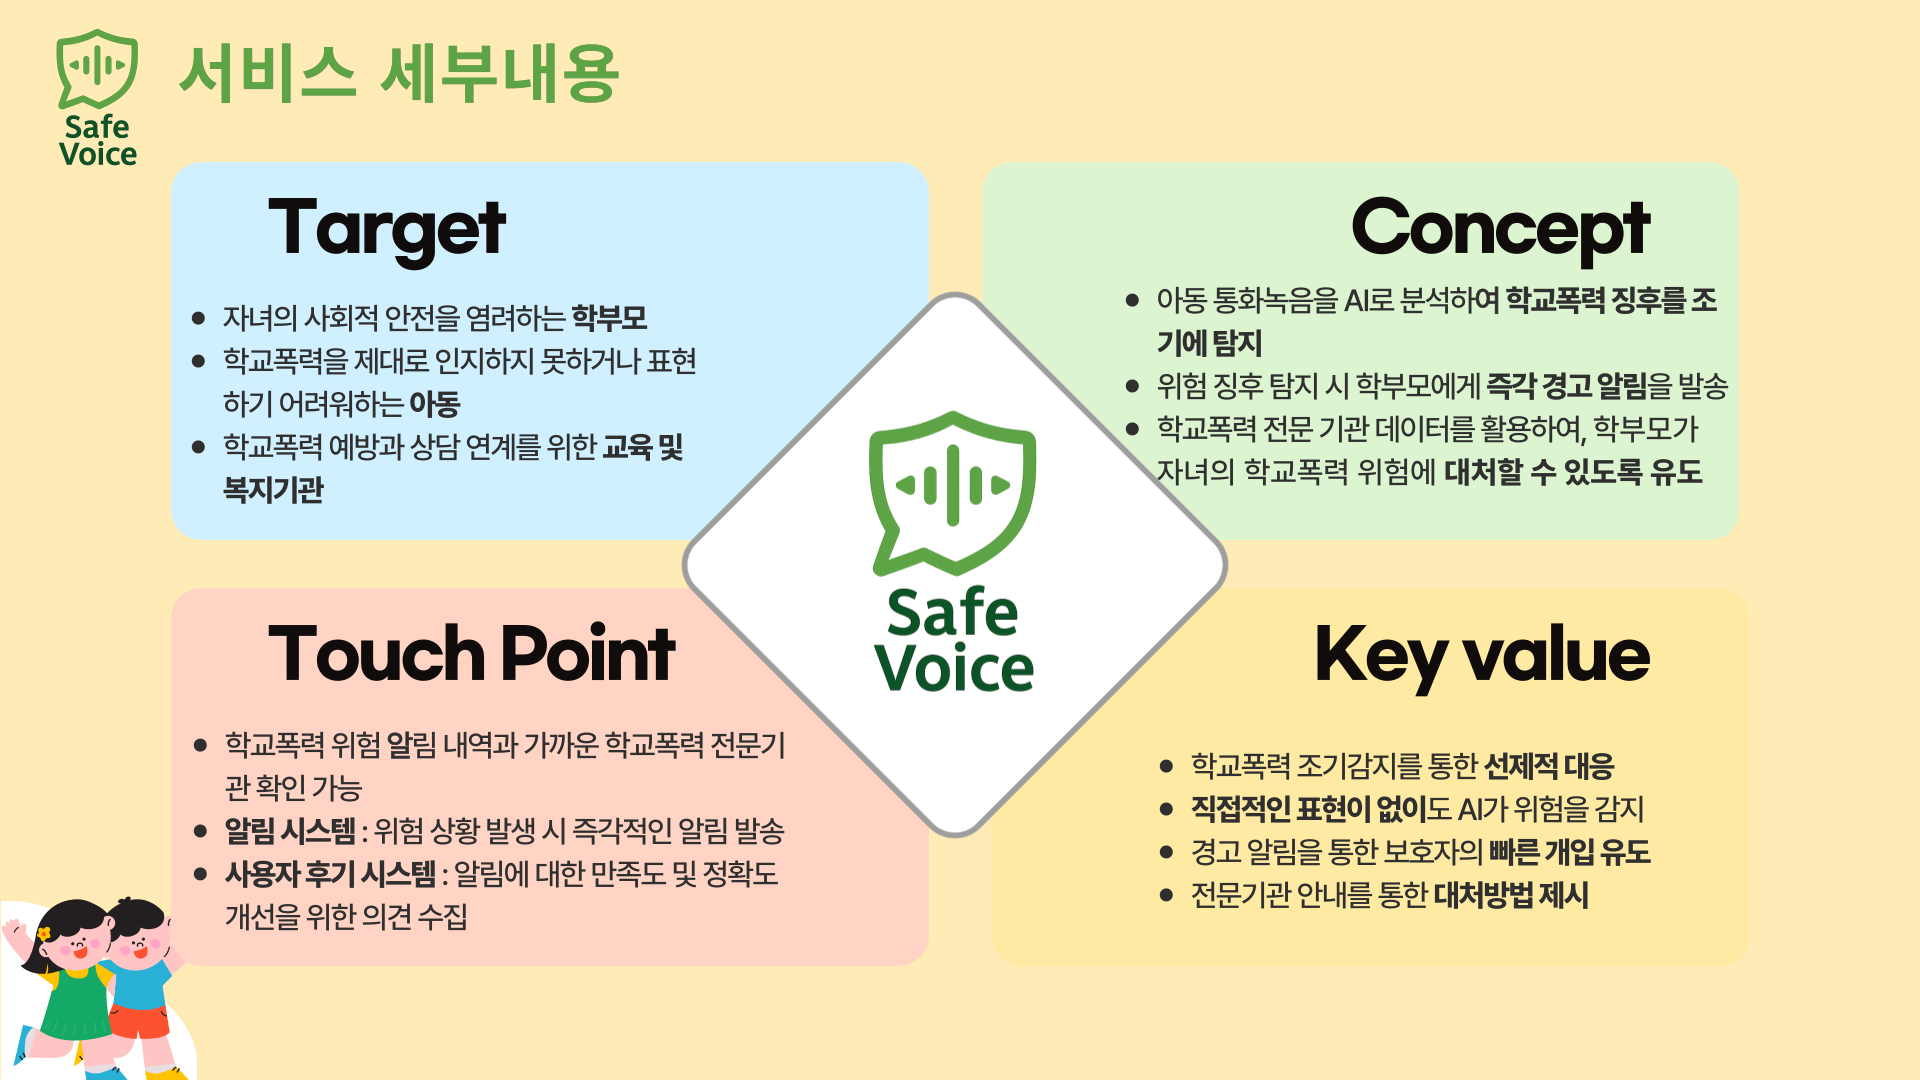 Safe
Voice
서비스 세부내용
Target
자녀의 사회적 안전을 염려하는 학부모
학교폭력을 제대로 인지하지 못하거나 표현
하기 어려워하는 아동
학교폭력 예방과 상담 연계를 위한 교육 및
복지기관
Concept
아동 통화녹음을 AI로 분석하여 학교폭력 징후를 조
기에 탐지
위험 징후 탐지 시 학부모에게 즉각 경고 알림을 발송
학교폭력 전문 기관 데이터를 활용하여, 학부모가
자녀의 학교폭력 위험에 대처할 수 있도록 유도
Safe
Voice
Touch Point
학교폭력 위험 알림 내역과 가까운 학교폭력 전문기
관 확인 가능
알림 시스템 : 위험 상황 발생 시 즉각적인 알림 발송
사용자 후기 시스템 : 알림에 대한 만족도 및 정확도
개선을 위한 의견 수집
Key value
학교폭력 조기감지를 통한 선제적 대응
직접적인 표현이 없이도 AI가 위험을 감지
경고 알림을 통한 보호자의 빠른 개입 유도
전문기관 안내를 통한 대처방법 제시